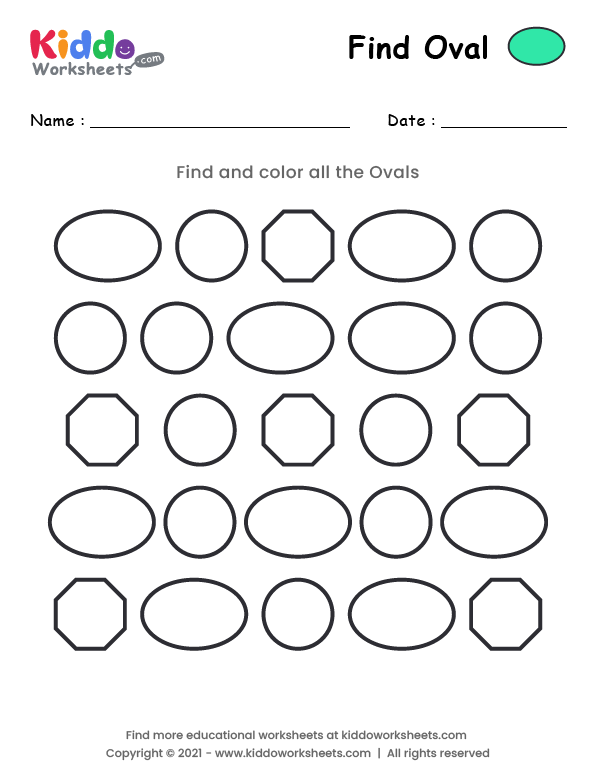 Kiddo
Worksheets
.com
Find Oval
Name : 
Date : 
Find and color all the Ovals
Find more educational worksheets at kiddoworksheets.com
Copyright © 2021 - www.kiddoworksheets.com | All rights reserved